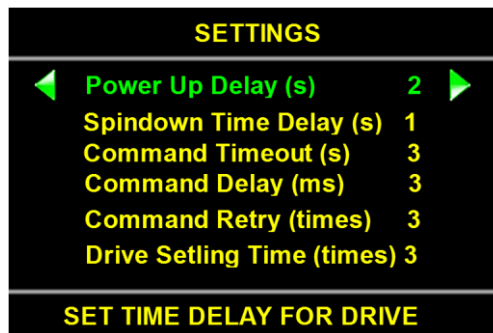 SETTINGS
Power Up Delay (s) 2
Spindown Time Delay (s) 1
Command Timeout (s) 3
Command Delay (ms) 3
Command Retry (times) 3
Drive Setling Time (times) 3
SET TIME DELAY FOR DRIVE